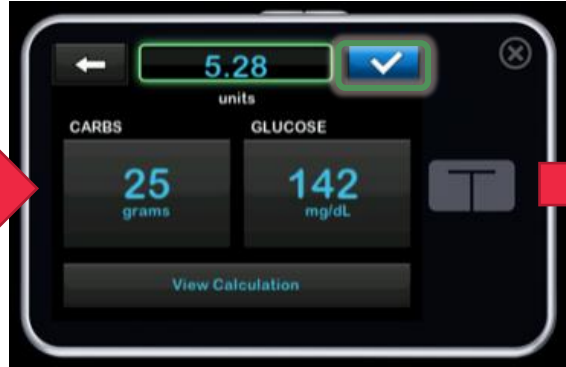 5.28
units
CARBS GLUCOSE
25 142
grams mg/dL
View Calculation